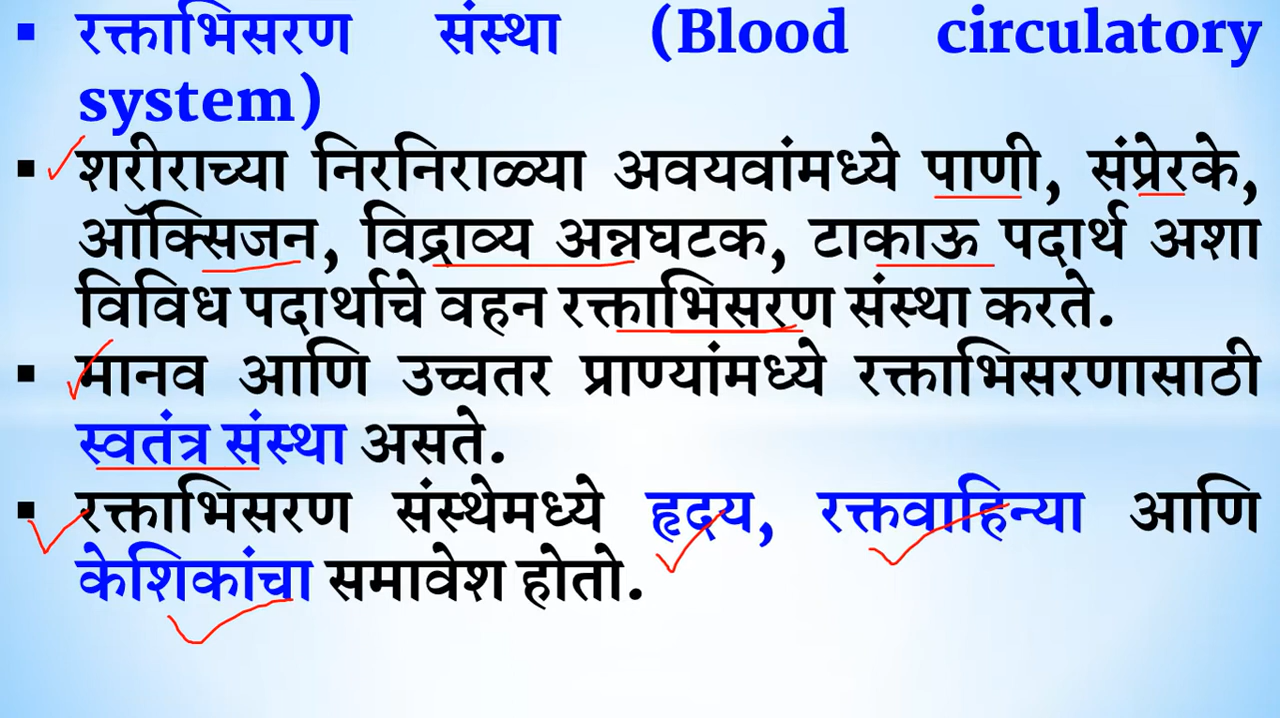 ▪ रक्ताभिसरण संस्था (Blood circulatory
system)
▪ शरीराच्या निरनिराळ्या अवयवांमध्ये पाणी, संप्रेरके,
ऑक्सिजन, विद्राव्य अन्नघटक, टाकाऊ पदार्थ अशा
विविध पदार्थाचे वहन रक्ताभिसरण संस्था करते.
▪ मानव आणि उच्चतर प्राण्यांमध्ये रक्ताभिसरणासाठी
स्वतंत्र संस्था असते.
▪ रक्ताभिसरण संस्थेमध्ये हृदय, रक्तवाहिन्या आणि
केशिकांचा समावेश होतो.